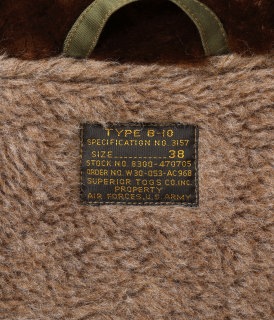 TYPE B-10
SPECIFICATION NO. 3157
SIZE 38
STOCK NO. 8300-470705
ORDER NO. W 30-053-AC968
SUPERIOR TOGS CO. INC.
PROPERTY
AIR FORCES, U.S. ARMY